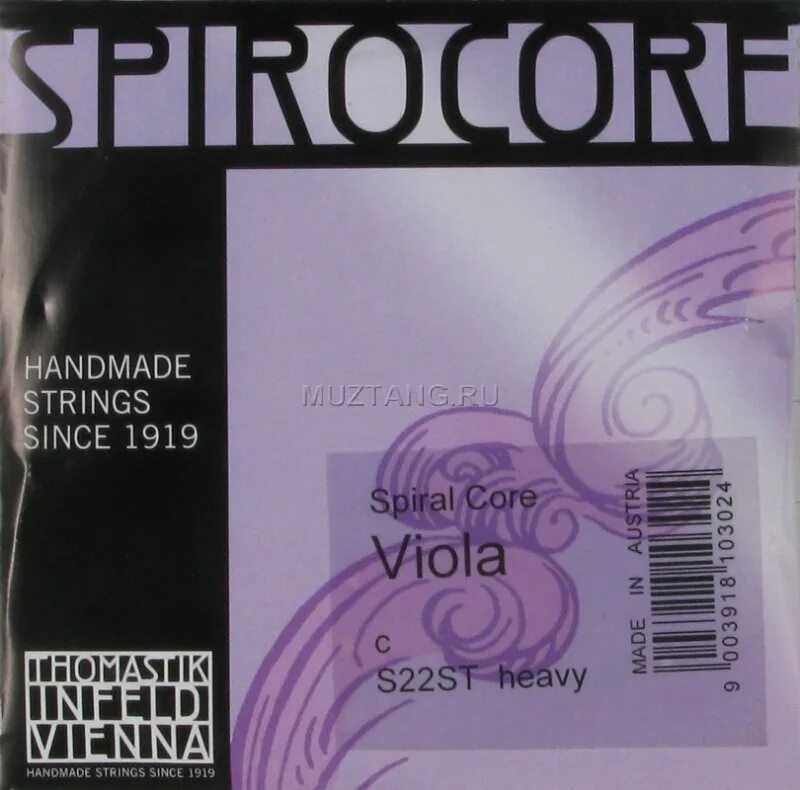 SPIROCORE
HANDMADE
STRINGS
SINCE 1919
MUZTANG.RU
Spiral Core
Viola
c
S22ST heavy
MADE IN AUSTRIA
9 003918 103024
THOMASTIK
INFELD
VIENNA
HANDMADE STRINGS SINCE 1919